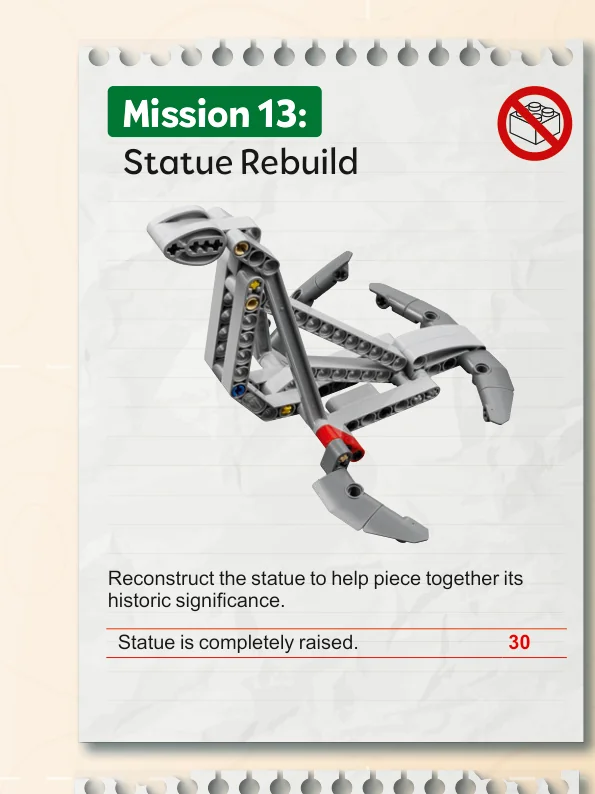 Mission 13:
Statue Rebuild
Reconstruct the statue to help piece together its
historic significance.
Statue is completely raised. 30